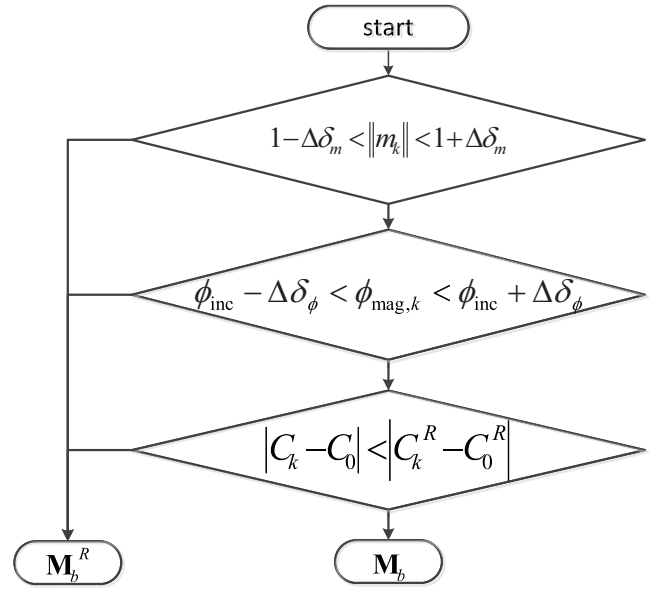 start
1−Δδ_m <‖m_k‖<1+Δδ_m
ϕ_inc − Δδ_ϕ < ϕ_mag,k < ϕ_inc + Δδ_ϕ
|C_k −C_0|<|C_k^R −C_0^R|
M_b^R
M_b